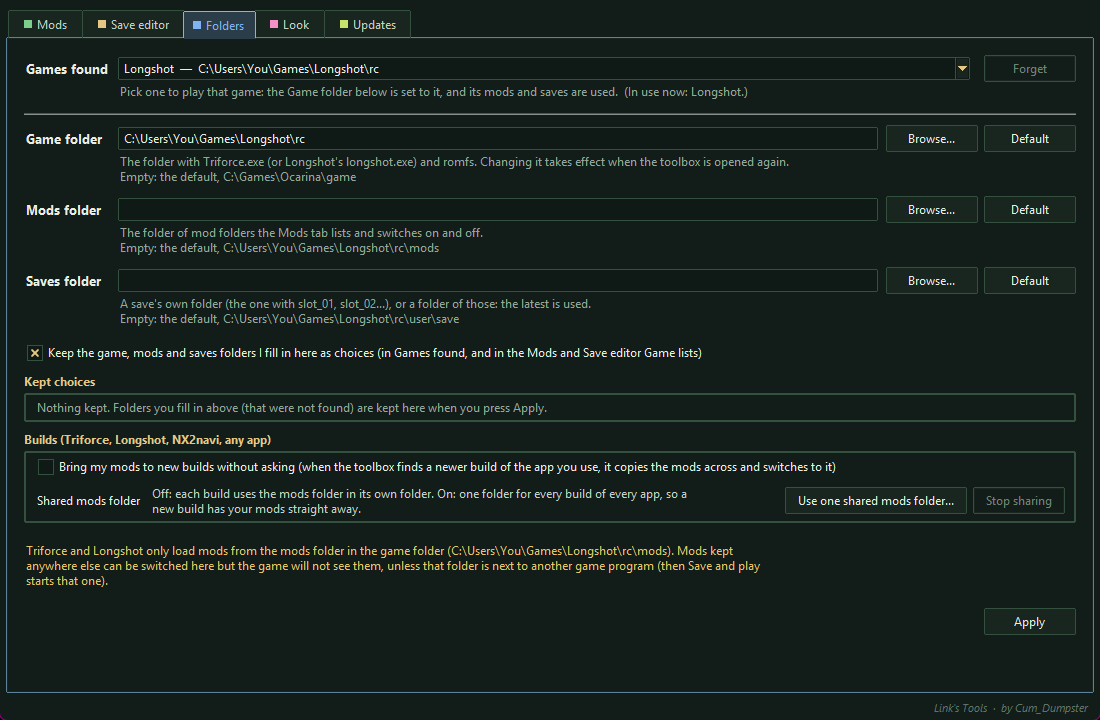 Mods
Save editor
Folders
Look
Updates
Games found
Longshot — C:\Users\You\Games\Longshot\rc
Forget
Pick one to play that game: the Game folder below is set to it, and its mods and saves are used. (In use now: Longshot.)
Game folder
C:\Users\You\Games\Longshot\rc
Browse...
Default
The folder with Triforce.exe (or Longshot's longshot.exe) and romfs. Changing it takes effect when the toolbox is opened again.
Empty: the default, C:\Games\Ocarina\game
Mods folder
Browse...
Default
The folder of mod folders the Mods tab lists and switches on and off.
Empty: the default, C:\Users\You\Games\Longshot\rc\mods
Saves folder
Browse...
Default
A save's own folder (the one with slot_01, slot_02...), or a folder of those: the latest is used.
Empty: the default, C:\Users\You\Games\Longshot\rc\user\save
Keep the game, mods and saves folders I fill in here as choices (in Games found, and in the Mods and Save editor Game lists)
Kept choices
Nothing kept. Folders you fill in above (that were not found) are kept here when you press Apply.
Builds (Triforce, Longshot, NX2navi, any app)
Bring my mods to new builds without asking (when the toolbox finds a newer build of the app you use, it copies the mods across and switches to it)
Shared mods folder
Off: each build uses the mods folder in its own folder. On: one folder for every build of every app, so a
new build has your mods straight away.
Use one shared mods folder...
Stop sharing
Triforce and Longshot only load mods from the mods folder in the game folder (C:\Users\You\Games\Longshot\rc\mods). Mods kept
anywhere else can be switched here but the game will not see them, unless that folder is next to another game program (then Save and play
starts that one).
Apply
Link's Tools · by Cum_Dumpster